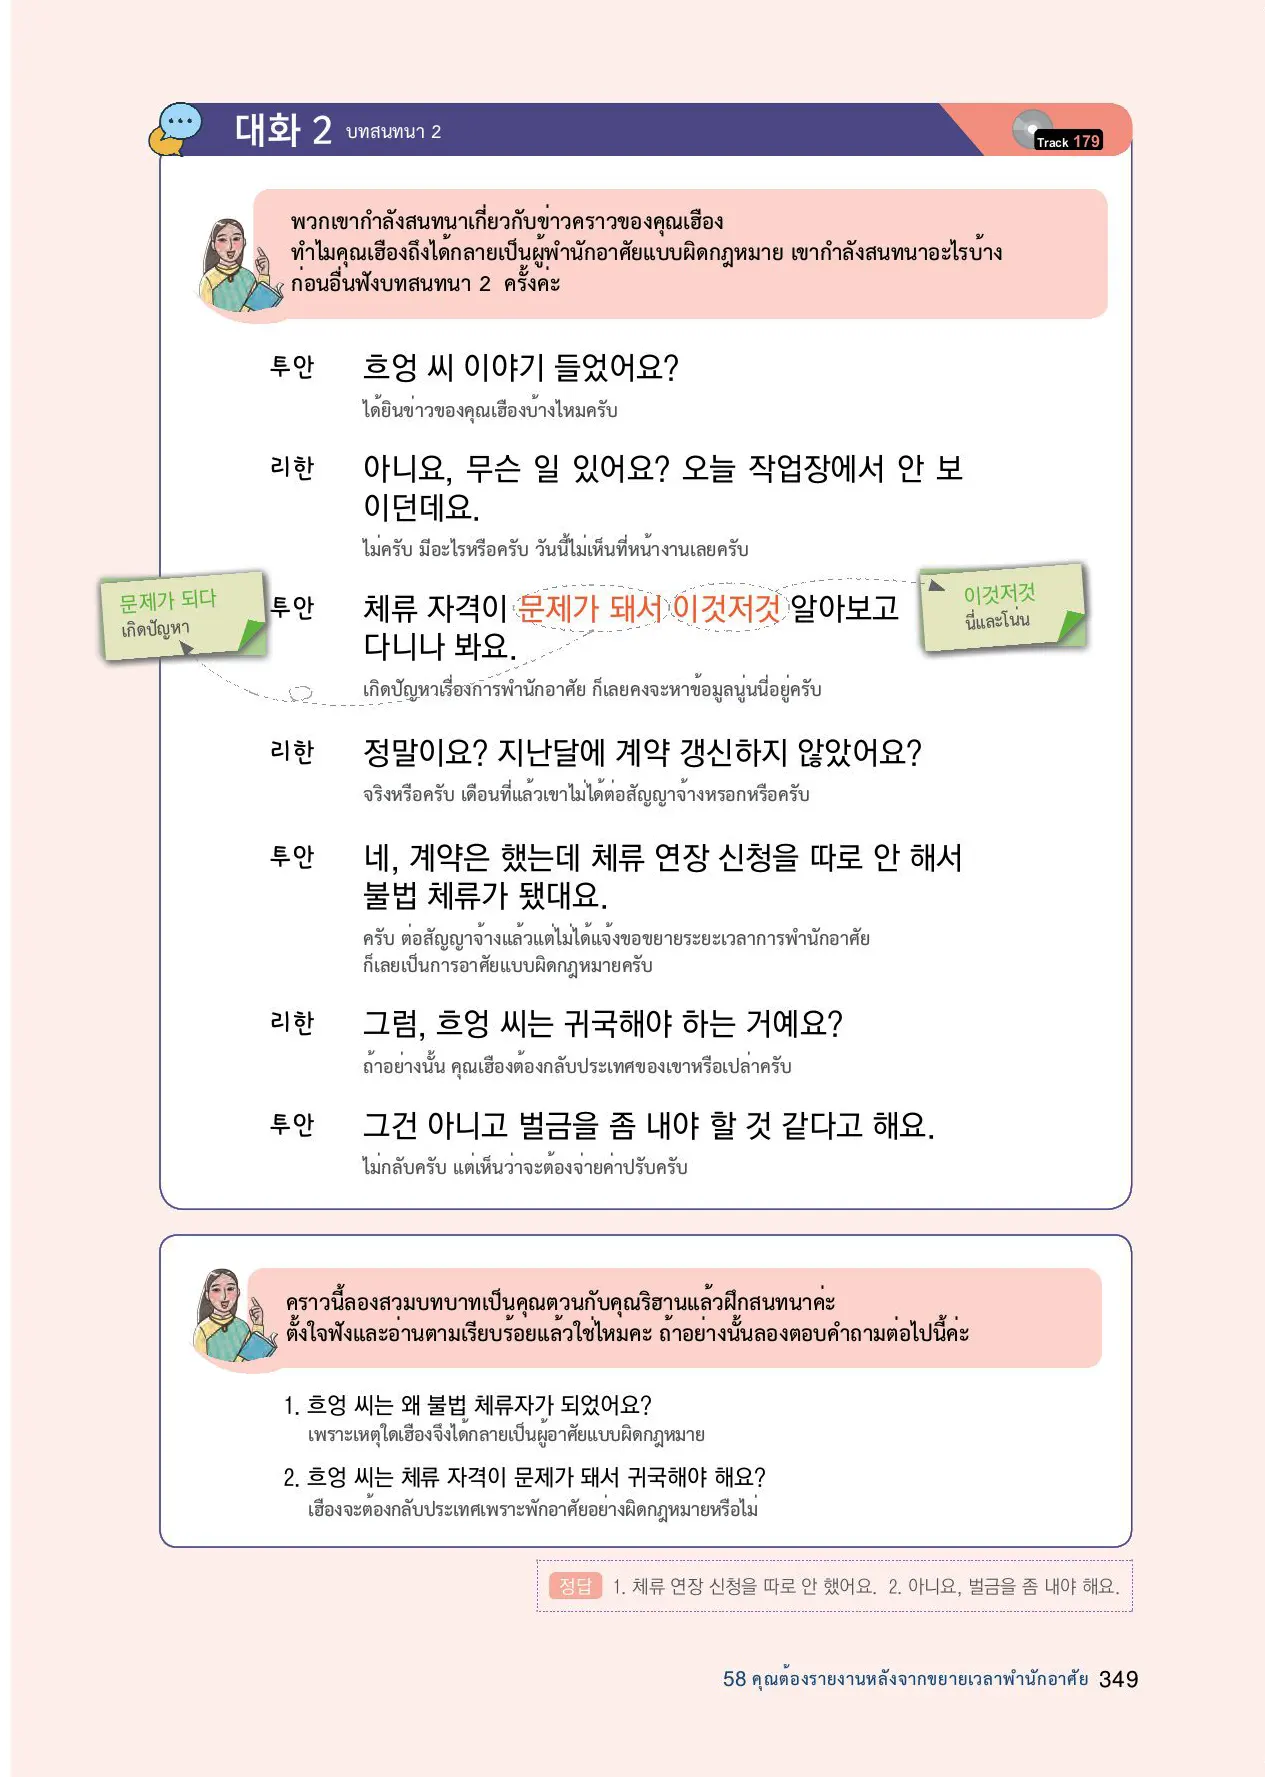 대화 2 บทสนทนา 2
Track 179
พวกเขากำลังสนทนาเกี่ยวกับข่าวคราวของคุณเฮือง
ทำไมคุณเฮืองถึงได้กลายเป็นผู้พำนักอาศัยแบบผิดกฎหมาย เขากำลังสนทนาอะไรบ้าง
ก่อนอื่นฟังบทสนทนา 2 ครั้งค่ะ
투안 흐엉 씨 이야기 들었어요?
ได้ยินข่าวของคุณเฮืองบ้างไหมครับ
리한 아니요, 무슨 일 있어요? 오늘 작업장에서 안 보
이던데요.
ไม่ครับ มีอะไรหรือครับ วันนี้ไม่เห็นที่หน้างานเลยครับ
문제가 되다
เกิดปัญหา
투안 체류 자격이 문제가 돼서 이것저것 알아보고
다니나 봐요.
เกิดปัญหาเรื่องการพำนักอาศัย ก็เลยคงจะหาข้อมูลนู่นนี่อยู่ครับ
이것저것
นี่และโน่น
리한 정말이요? 지난달에 계약 갱신하지 않았어요?
จริงหรือครับ เดือนที่แล้วเขาไม่ได้ต่อสัญญาจ้างหรอกหรือครับ
투안 네, 계약은 했는데 체류 연장 신청을 따로 안 해서
불법 체류가 됐대요.
ครับ ต่อสัญญาจ้างแล้วแต่ไม่ได้แจ้งขอขยายระยะเวลาการพำนักอาศัย
ก็เลยเป็นการอาศัยแบบผิดกฎหมายครับ
리한 그럼, 흐엉 씨는 귀국해야 하는 거예요?
ถ้าอย่างนั้น คุณเฮืองต้องกลับประเทศของเขาหรือเปล่าครับ
투안 그건 아니고 벌금을 좀 내야 할 것 같다고 해요.
ไม่กลับครับ แต่เห็นว่าจะต้องจ่ายค่าปรับครับ
คราวนี้ลองสวมบทบาทเป็นคุณตวนกับคุณริฮานแล้วฝึกสนทนาค่ะ
ตั้งใจฟังและอ่านตามเรียบร้อยแล้วใช่ไหมคะ ถ้าอย่างนั้นลองตอบคำถามต่อไปนี้ค่ะ
1. 흐엉 씨는 왜 불법 체류자가 되었어요?
เพราะเหตุใดเฮืองจึงได้กลายเป็นผู้อาศัยแบบผิดกฎหมาย
2. 흐엉 씨는 체류 자격이 문제가 돼서 귀국해야 해요?
เฮืองจะต้องกลับประเทศเพราะพักอาศัยอย่างผิดกฎหมายหรือไม่
정답 1. 체류 연장 신청을 따로 안 했어요. 2. 아니요, 벌금을 좀 내야 해요.
58 คุณต้องรายงานหลังจากขยายเวลาพำนักอาศัย 349